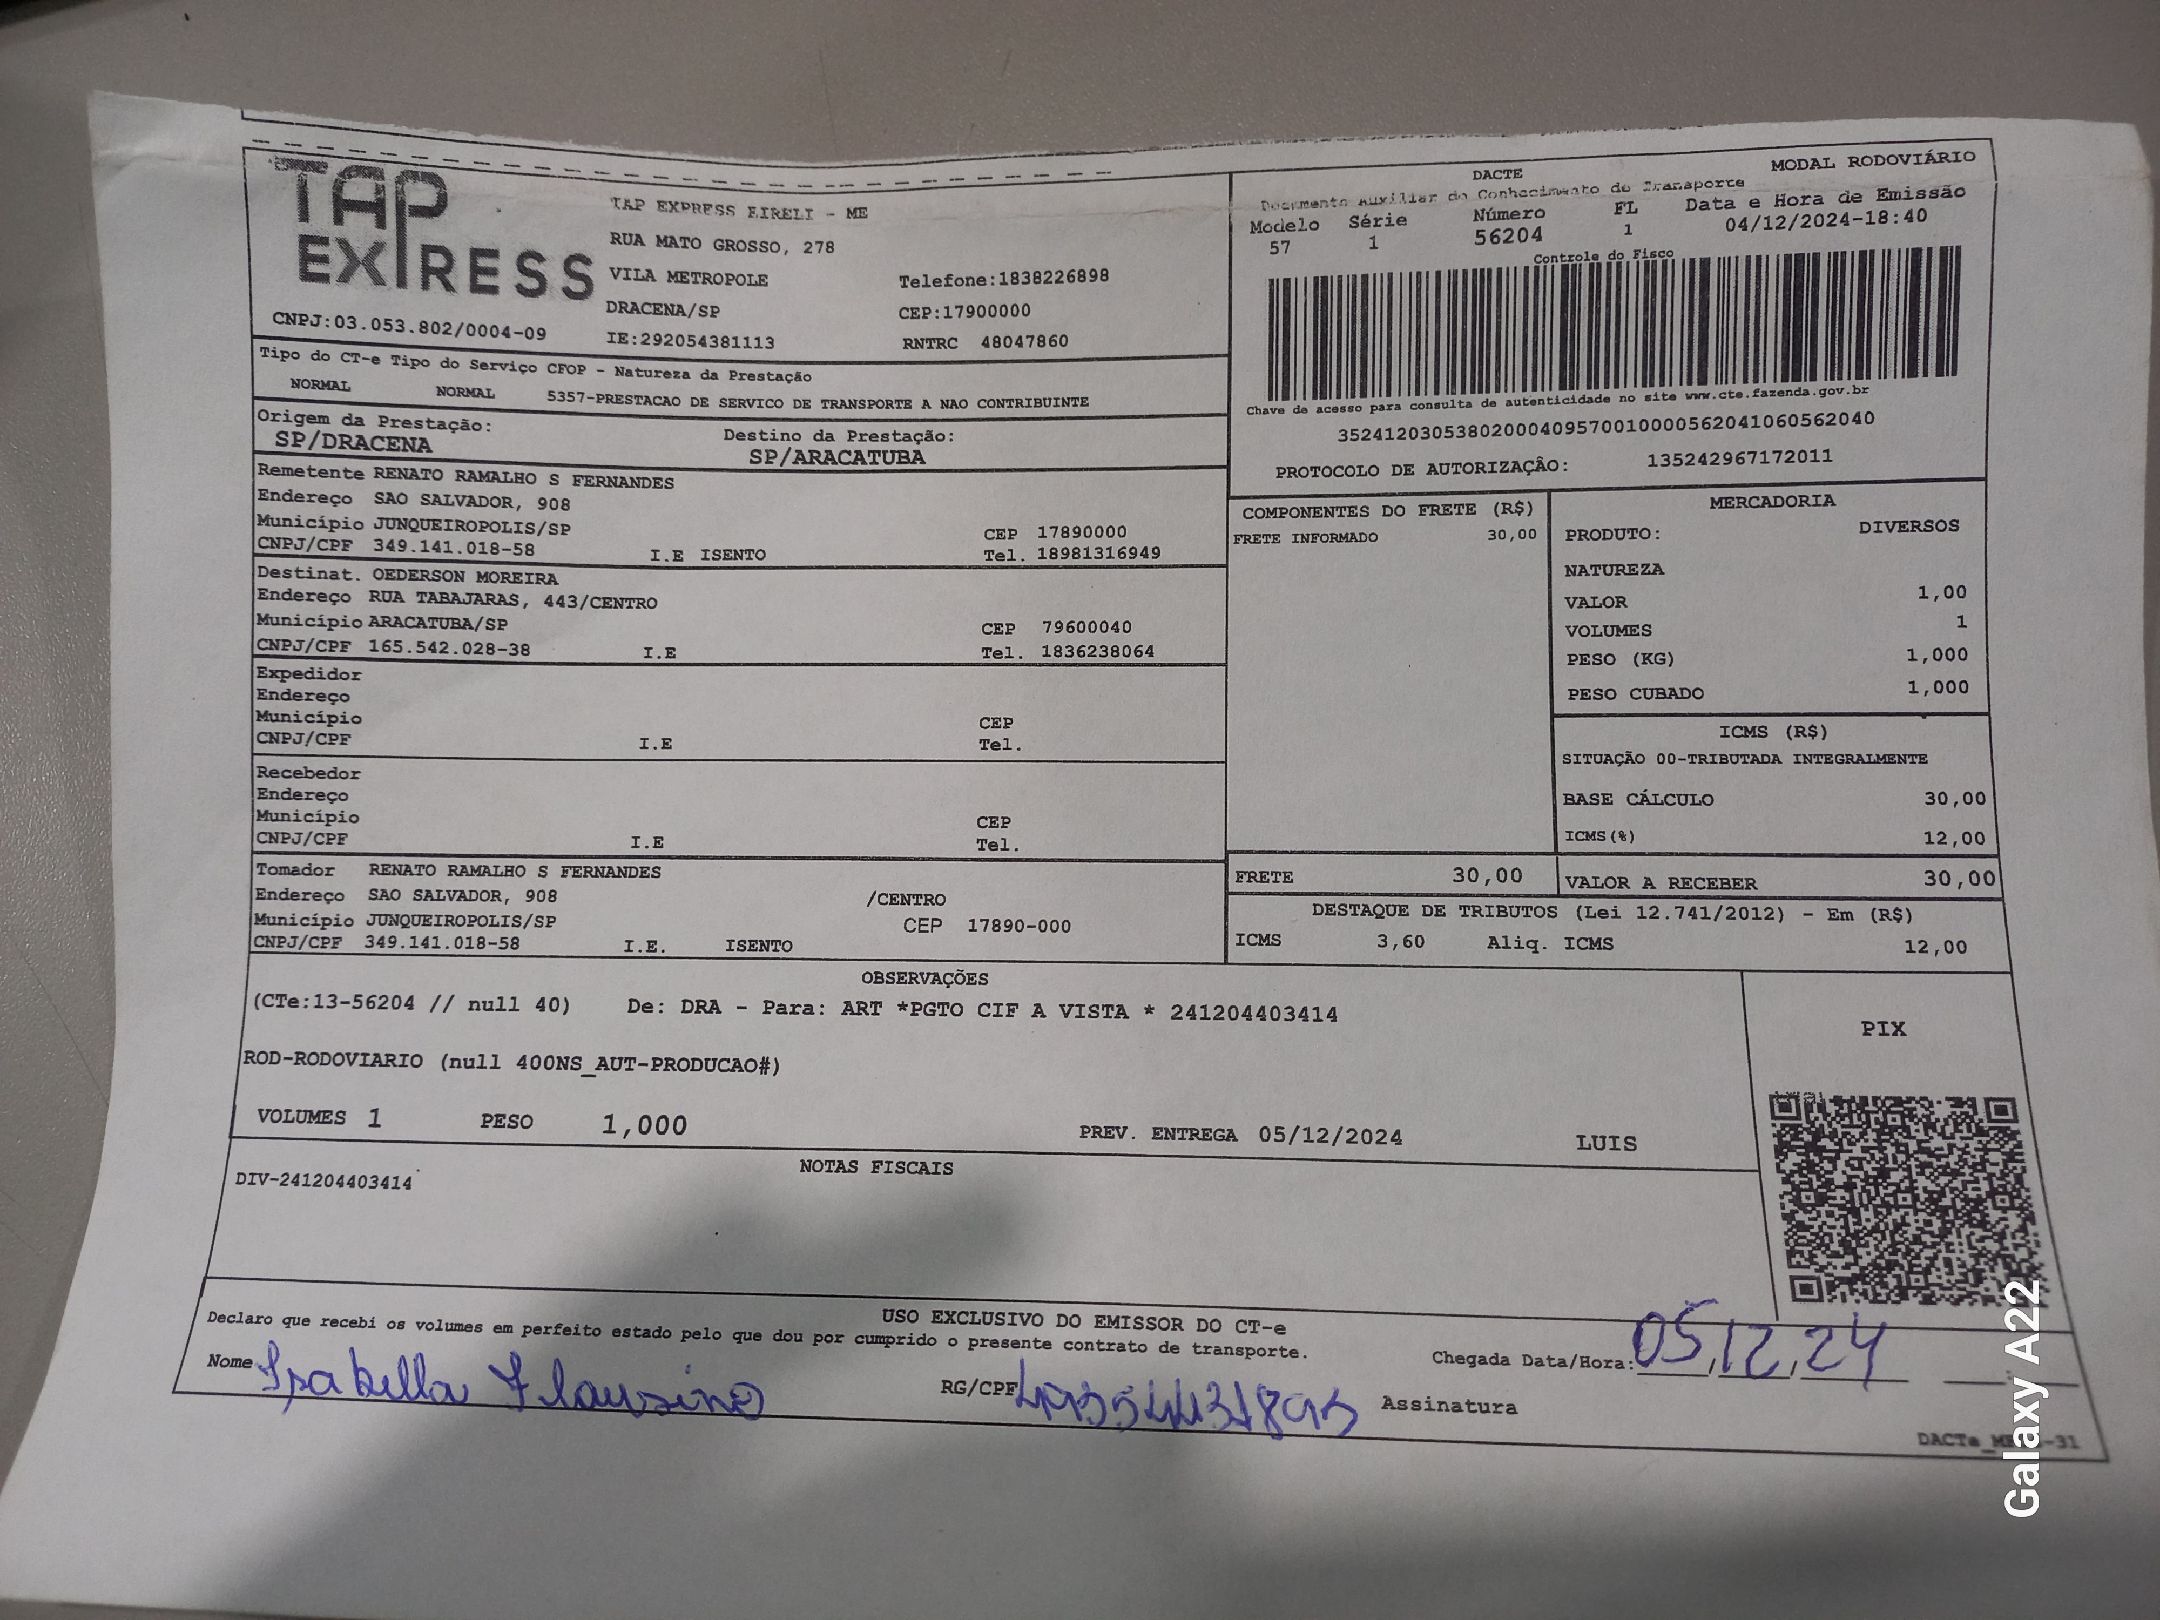 TAP
EXPRESS
TAP EXPRESS EIRELI - ME
RUA MATO GROSSO, 278
VILA METROPOLE Telefone:1838226898
DRACENA/SP CEP:17900000
CNPJ:03.053.802/0004-09 IE:292054381113 RNTRC 48047860
DACTE MODAL RODOVIÁRIO
Documento Auxiliar do Conhecimento de Transporte
Modelo Série Número FL Data e Hora de Emissão
57 1 56204 1 04/12/2024-18:40
Controle do Fisco
Chave de acesso para consulta de autenticidade no site www.cte.fazenda.gov.br
35241203053802000409570010000562041060562040
PROTOCOLO DE AUTORIZAÇÃO: 135242967172011
Tipo do CT-e Tipo do Serviço CFOP - Natureza da Prestação
NORMAL NORMAL 5357-PRESTACAO DE SERVICO DE TRANSPORTE A NAO CONTRIBUINTE
Origem da Prestação: Destino da Prestação:
SP/DRACENA SP/ARACATUBA
Remetente RENATO RAMALHO S FERNANDES
Endereço SAO SALVADOR, 908
Município JUNQUEIROPOLIS/SP CEP 17890000
CNPJ/CPF 349.141.018-58 I.E ISENTO Tel. 18981316949
Destinat. OEDERSON MOREIRA
Endereço RUA TABAJARAS, 443/CENTRO
Município ARACATUBA/SP CEP 79600040
CNPJ/CPF 165.542.028-38 I.E Tel. 1836238064
Expedidor
Endereço
Município CEP
CNPJ/CPF I.E Tel.
Recebedor
Endereço
Município CEP
CNPJ/CPF I.E Tel.
Tomador RENATO RAMALHO S FERNANDES
Endereço SAO SALVADOR, 908 /CENTRO
Município JUNQUEIROPOLIS/SP CEP 17890-000
CNPJ/CPF 349.141.018-58 I.E. ISENTO
COMPONENTES DO FRETE (R$)
FRETE INFORMADO 30,00
MERCADORIA
PRODUTO: DIVERSOS
NATUREZA
VALOR 1,00
VOLUMES 1
PESO (KG) 1,000
PESO CUBADO 1,000
ICMS (R$)
SITUAÇÃO 00-TRIBUTADA INTEGRALMENTE
BASE CÁLCULO 30,00
ICMS(%) 12,00
FRETE 30,00 VALOR A RECEBER 30,00
DESTAQUE DE TRIBUTOS (Lei 12.741/2012) - Em (R$)
ICMS 3,60 Aliq. ICMS 12,00
OBSERVAÇÕES
(CTe:13-56204 // null 40) De: DRA - Para: ART *PGTO CIF A VISTA * 241204403414
ROD-RODOVIARIO (null 400NS_AUT-PRODUCAO#)
VOLUMES 1 PESO 1,000 PREV. ENTREGA 05/12/2024 LUIS
PIX
NOTAS FISCAIS
DIV-241204403414
USO EXCLUSIVO DO EMISSOR DO CT-e
Declaro que recebi os volumes em perfeito estado pelo que dou por cumprido o presente contrato de transporte.
Nome Isabella Flausino RG/CPF Assinatura
Chegada Data/Hora: 05,12,24
Galaxy A22